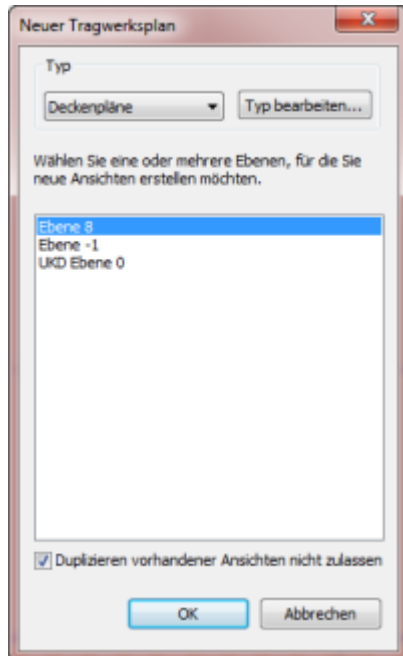 Neuer Tragwerksplan
Typ
Deckenpläne
Typ bearbeiten...
Wählen Sie eine oder mehrere Ebenen, für die Sie
neue Ansichten erstellen möchten.
Ebene 8
Ebene -1
UKD Ebene 0
Duplizieren vorhandener Ansichten nicht zulassen
OK
Abbrechen